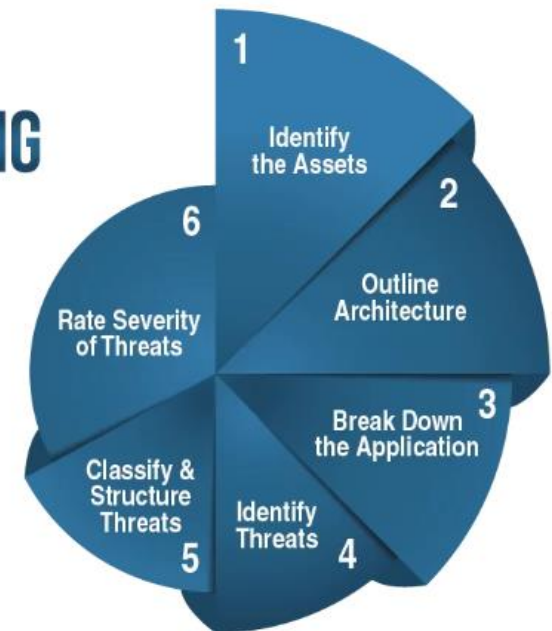 1
Identify
the Assets
2
Outline
Architecture
3
Break Down
the Application
Identify
Threats
4
Classify &
Structure
Threats
5
6
Rate Severity
of Threats